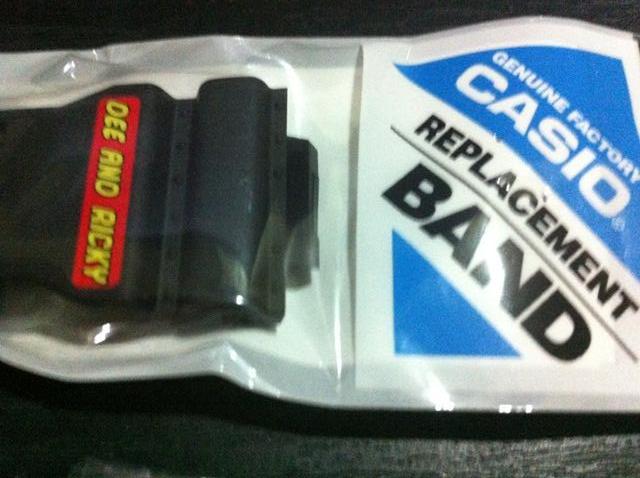 DEE AND RICKY
GENUINE FACTORY
CASIO
REPLACEMENT
BAND